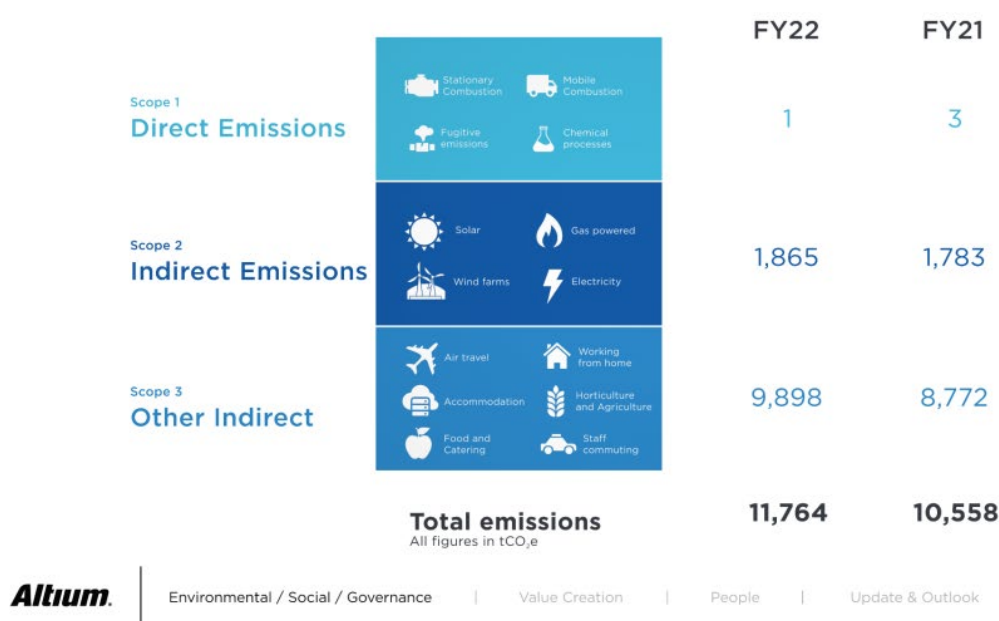 FY22 FY21
Scope 1
Direct Emissions
Stationary
Combustion
Mobile
Combustion
Fugitive
emissions
Chemical
processes
1 3
Scope 2
Indirect Emissions
Solar
Gas powered
Wind farms
Electricity
1,865 1,783
Scope 3
Other Indirect
Air travel
Working
from home
Accommodation
Horticulture
and Agriculture
Food and
Catering
Staff
commuting
9,898 8,772
Total emissions
All figures in tCO₂e
11,764 10,558
Altium.
Environmental / Social / Governance | Value Creation | People | Update & Outlook